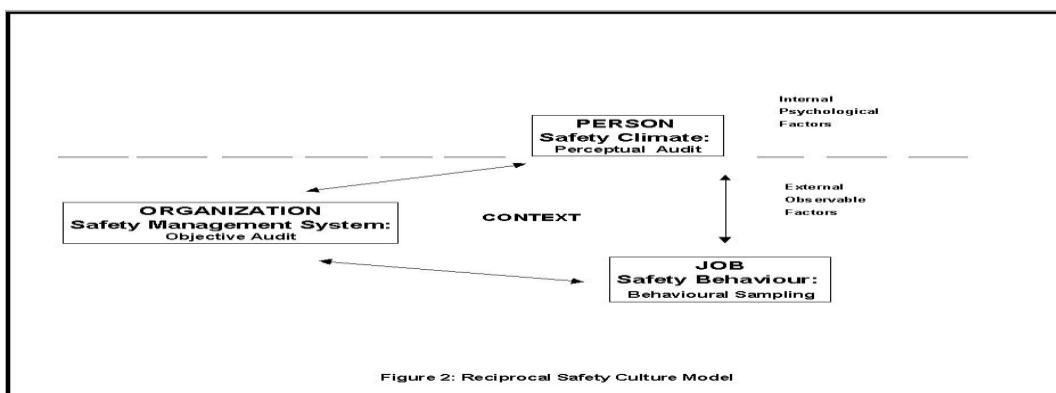 Internal
Psychological
Factors
PERSON
Safety Climate:
Perceptual Audit
External
Observable
Factors
ORGANIZATION
Safety Management System:
Objective Audit
CONTEXT
JOB
Safety Behaviour:
Behavioural Sampling
Figure 2: Reciprocal Safety Culture Model